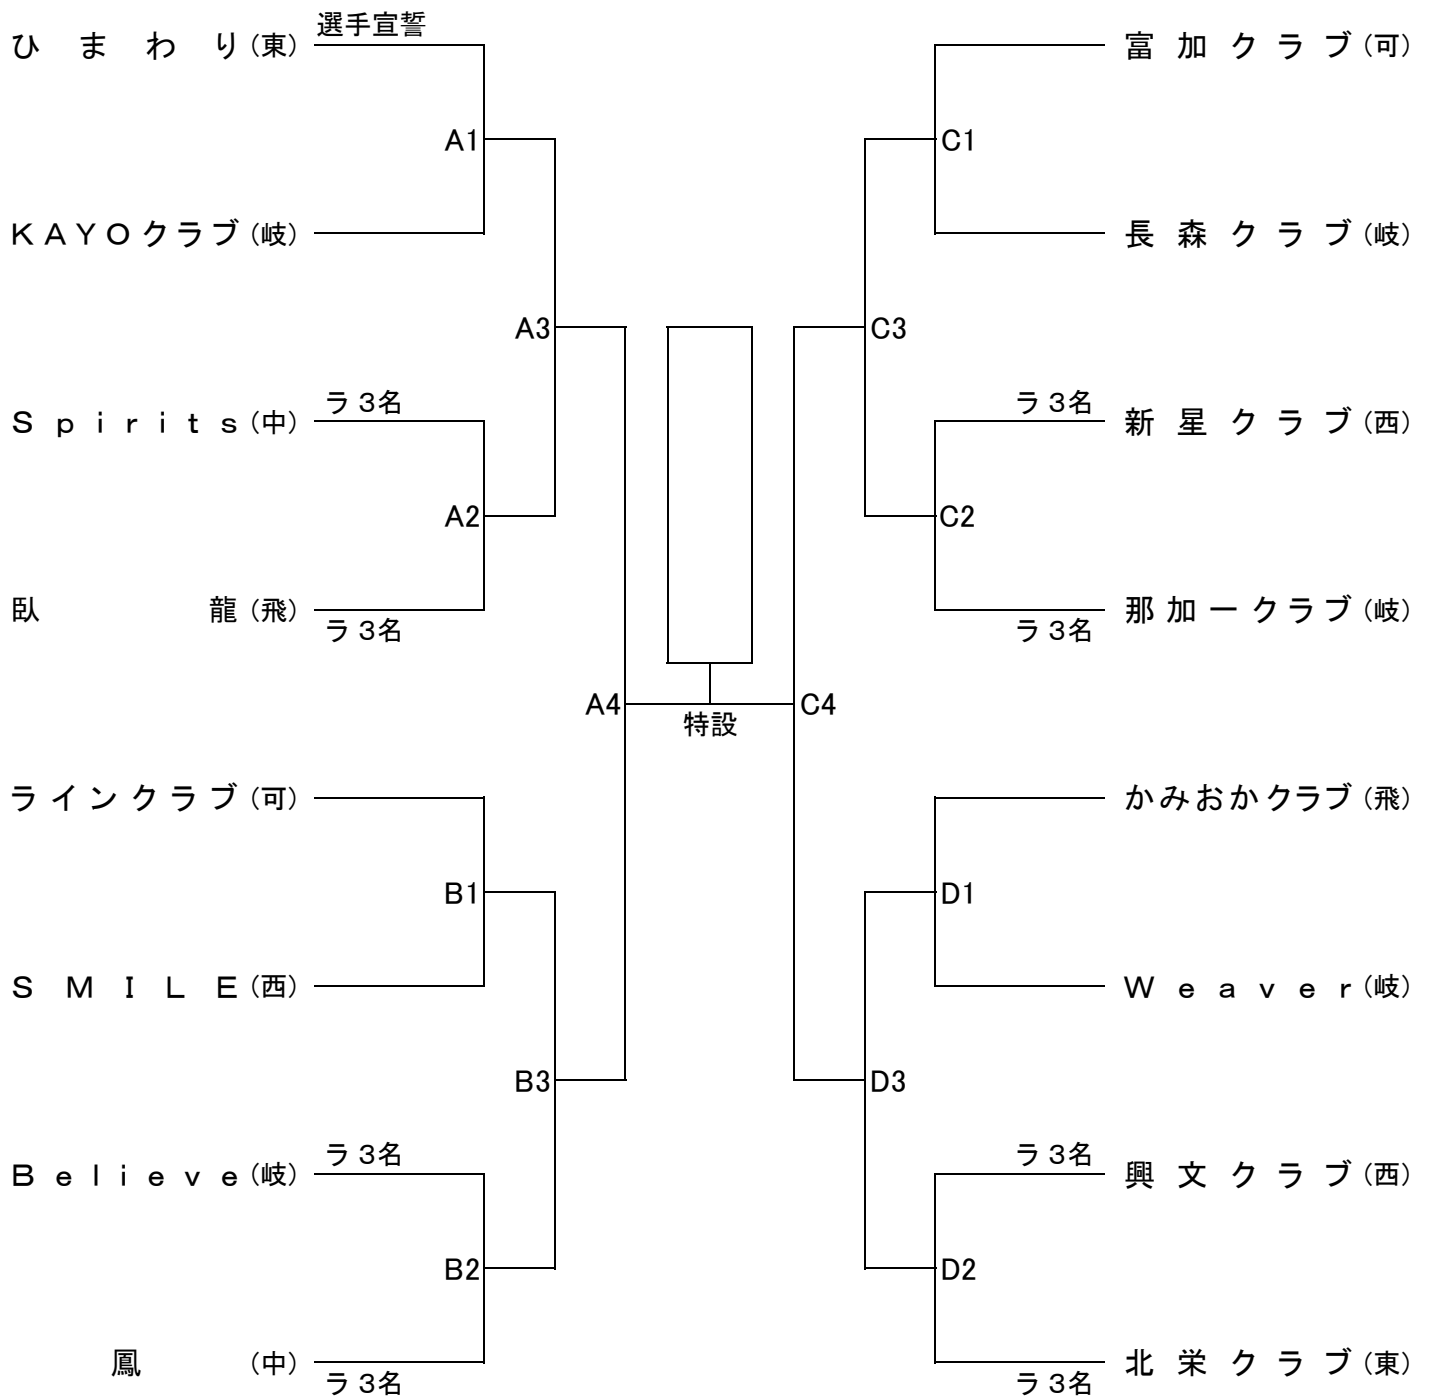 選手宣誓
ひまわり(東)
A1
KAYOクラブ(岐)
A3
ラ3名
Spirits(中)
A2
臥龍(飛)
ラ3名
A4
ラインクラブ(可)
B1
SMILE(西)
B3
ラ3名
Believe(岐)
B2
鳳(中)
ラ3名
特設
富加クラブ(可)
C1
長森クラブ(岐)
C3
ラ3名
新星クラブ(西)
C2
那加一クラブ(岐)
ラ3名
C4
かみおかクラブ(飛)
D1
Weaver(岐)
D3
ラ3名
興文クラブ(西)
D2
北栄クラブ(東)
ラ3名